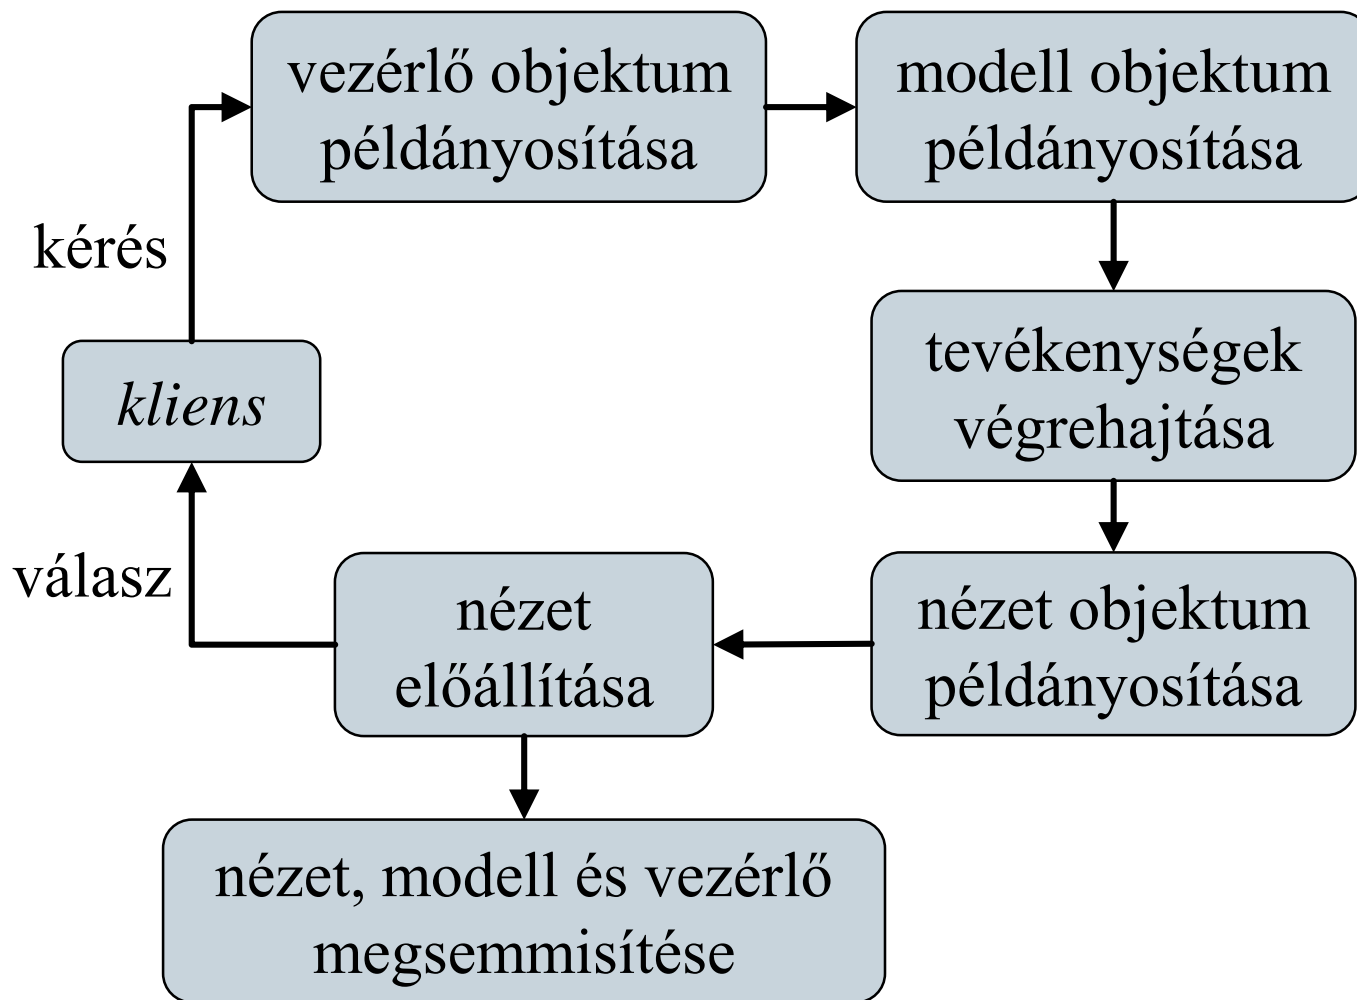 vezérlő objektum
példányosítása
modell objektum
példányosítása
kérés
tevékenységek
végrehajtása
kliens
válasz
nézet
előállítása
nézet objektum
példányosítása
nézet, modell és vezérlő
megsemmisítése